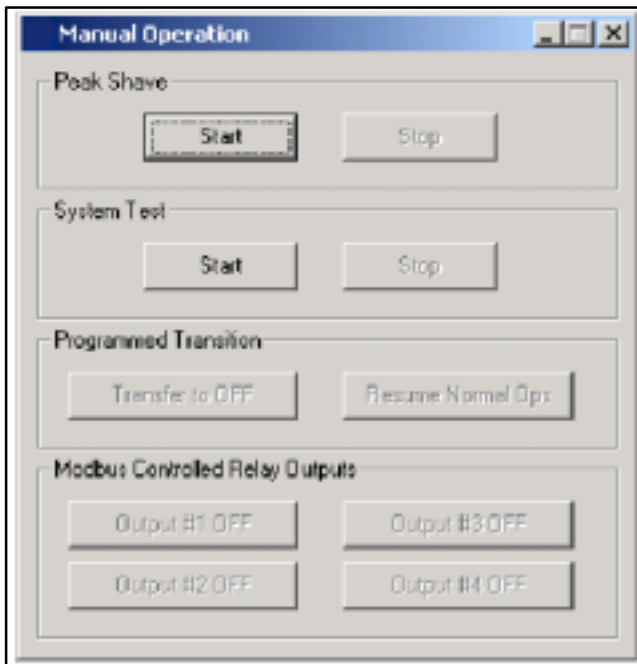 Manual Operation
Peak Shave
Start
Stop
System Test
Start
Stop
Programmed Transition
Transfer to OFF
Resume Normal Ops
Modbus Controlled Relay Outputs
Output #1 OFF
Output #3 OFF
Output #2 OFF
Output #4 OFF